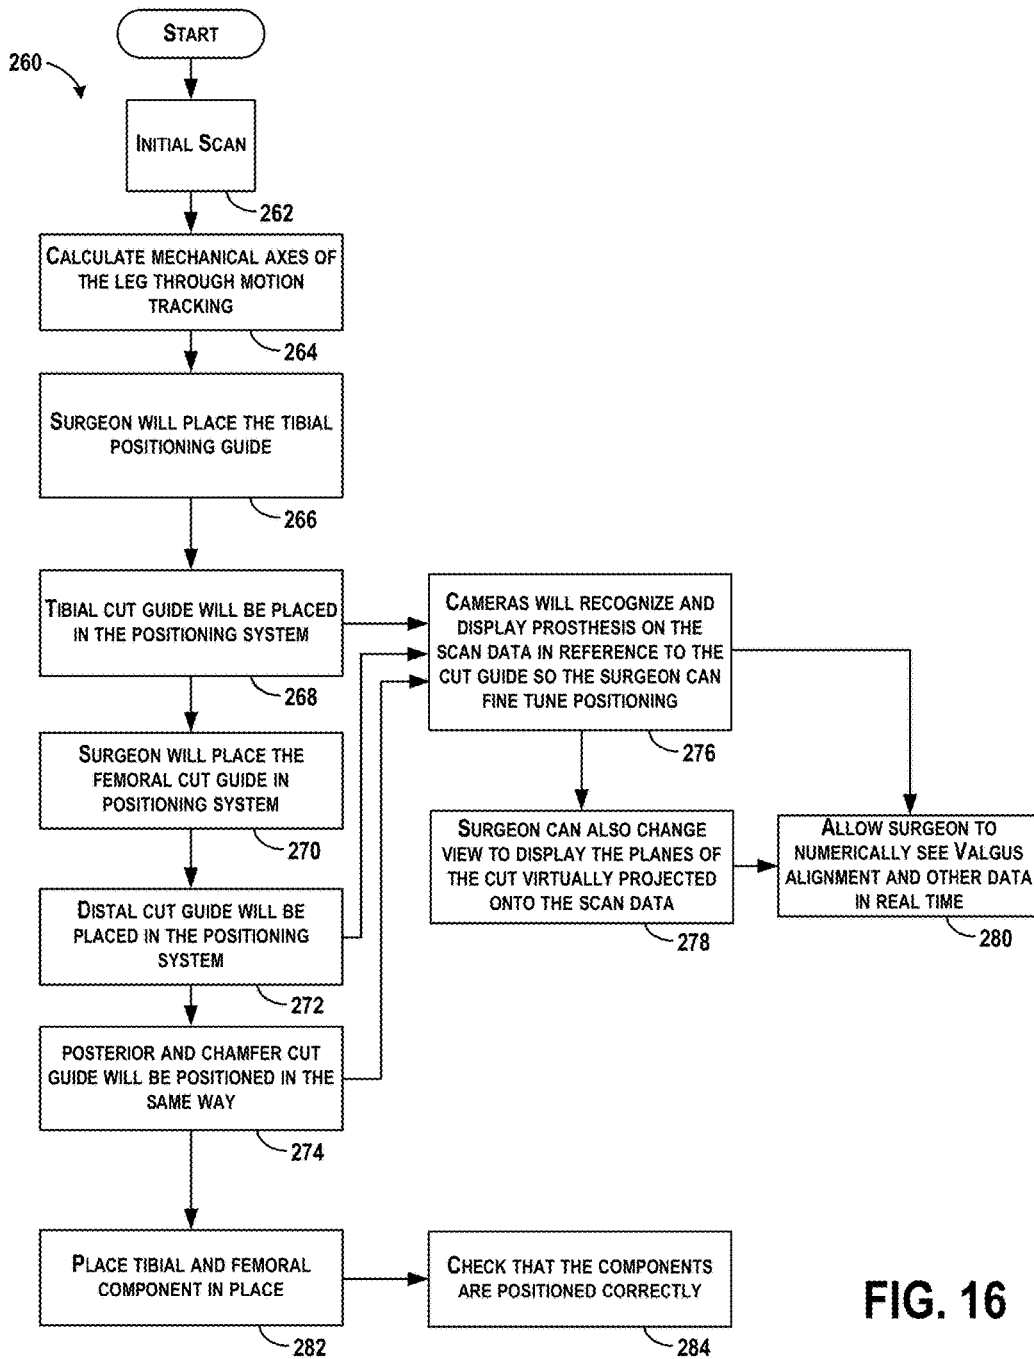 START
260
INITIAL SCAN
262
CALCULATE MECHANICAL AXES OF
THE LEG THROUGH MOTION
TRACKING
264
SURGEON WILL PLACE THE TIBIAL
POSITIONING GUIDE
266
TIBIAL CUT GUIDE WILL BE PLACED
IN THE POSITIONING SYSTEM
268
SURGEON WILL PLACE THE
FEMORAL CUT GUIDE IN
POSITIONING SYSTEM
270
DISTAL CUT GUIDE WILL BE
PLACED IN THE POSITIONING
SYSTEM
272
POSTERIOR AND CHAMFER CUT
GUIDE WILL BE POSITIONED IN THE
SAME WAY
274
CAMERAS WILL RECOGNIZE AND
DISPLAY PROSTHESIS ON THE
SCAN DATA IN REFERENCE TO THE
CUT GUIDE SO THE SURGEON CAN
FINE TUNE POSITIONING
276
SURGEON CAN ALSO CHANGE
VIEW TO DISPLAY THE PLANES OF
THE CUT VIRTUALLY PROJECTED
ONTO THE SCAN DATA
278
ALLOW SURGEON TO
NUMERICALLY SEE VALGUS
ALIGNMENT AND OTHER DATA
IN REAL TIME
280
PLACE TIBIAL AND FEMORAL
COMPONENT IN PLACE
282
CHECK THAT THE COMPONENTS
ARE POSITIONED CORRECTLY
284
FIG. 16